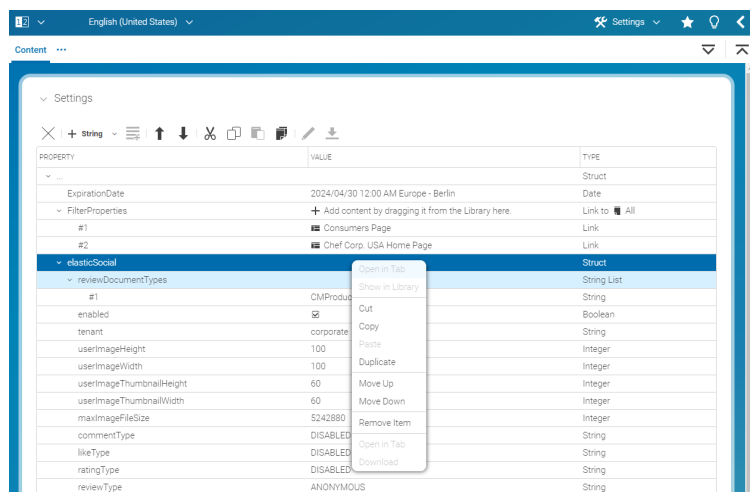 12 English (United States) Settings
Content ...
Settings
String
PROPERTY VALUE TYPE
... Struct
ExpirationDate 2024/04/30 12:00 AM Europe - Berlin Date
FilterProperties + Add content by dragging it from the Library here. Link to All
#1 Consumers Page Link
#2 Chef Corp. USA Home Page Link
elasticSocial Struct
reviewDocumentTypes String List
#1 CMProduc String
enabled Boolean
tenant corporate String
userImageHeight 100 Integer
userImageWidth 100 Integer
userImageThumbnailHeight 60 Integer
userImageThumbnailWidth 60 Integer
maxImageFileSize 5242880 Integer
commentType DISABLED String
likeType DISABLED String
ratingType DISABLED String
reviewType ANONYMOUS String
Open in Tab
Show in Library
Cut
Copy
Paste
Duplicate
Move Up
Move Down
Remove Item
Open in Tab
Download